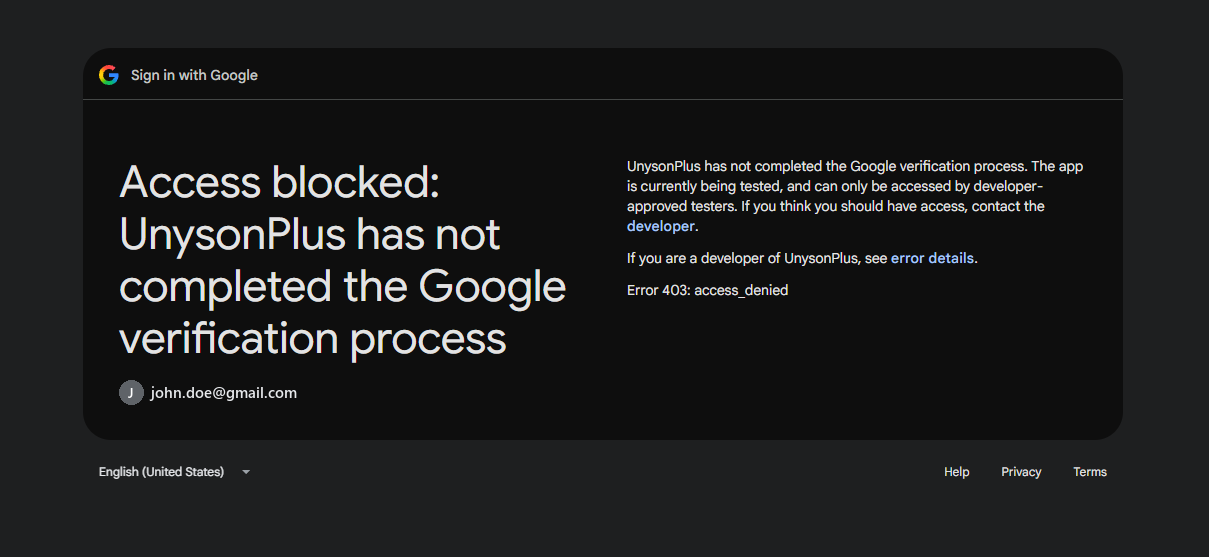 Sign in with Google
Access blocked:
UnysonPlus has not
completed the Google
verification process
J john.doe@gmail.com
UnysonPlus has not completed the Google verification process. The app
is currently being tested, and can only be accessed by developer-
approved testers. If you think you should have access, contact the
developer.
If you are a developer of UnysonPlus, see error details.
Error 403: access_denied
English (United States)
Help Privacy Terms